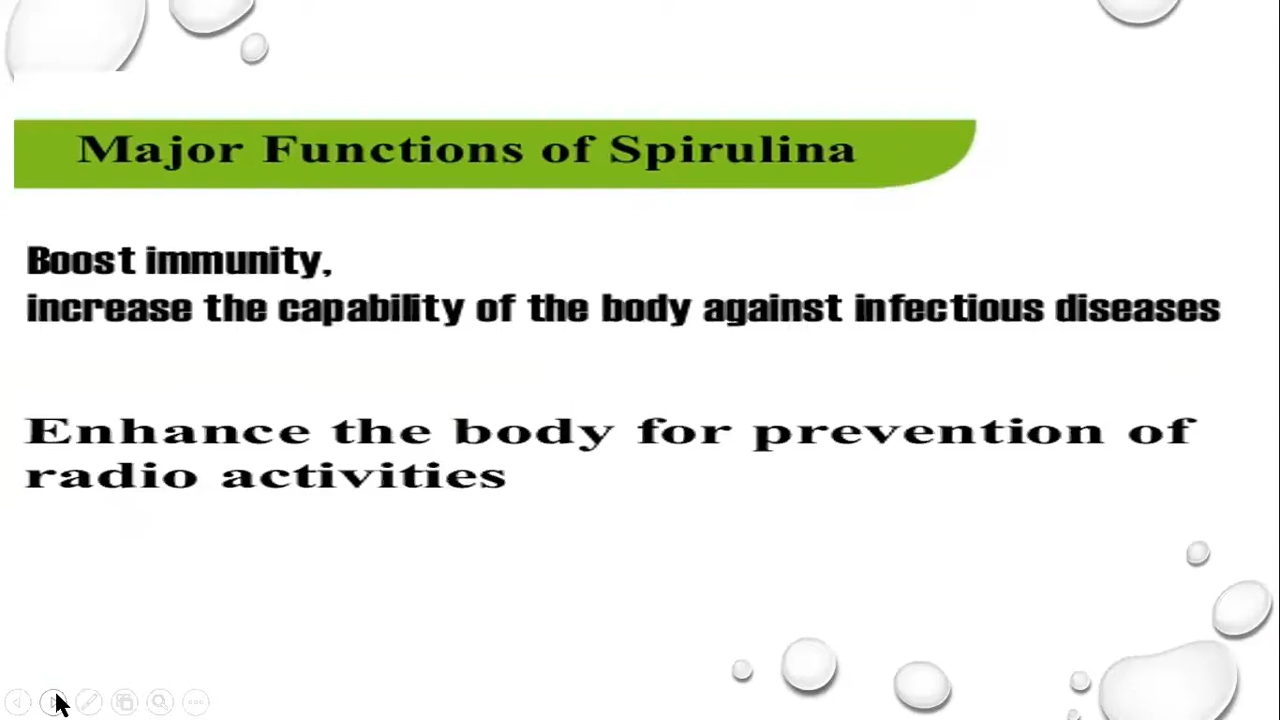 Major Functions of Spirulina
Boost immunity,
increase the capability of the body against infectious diseases
Enhance the body for prevention of
radio activities